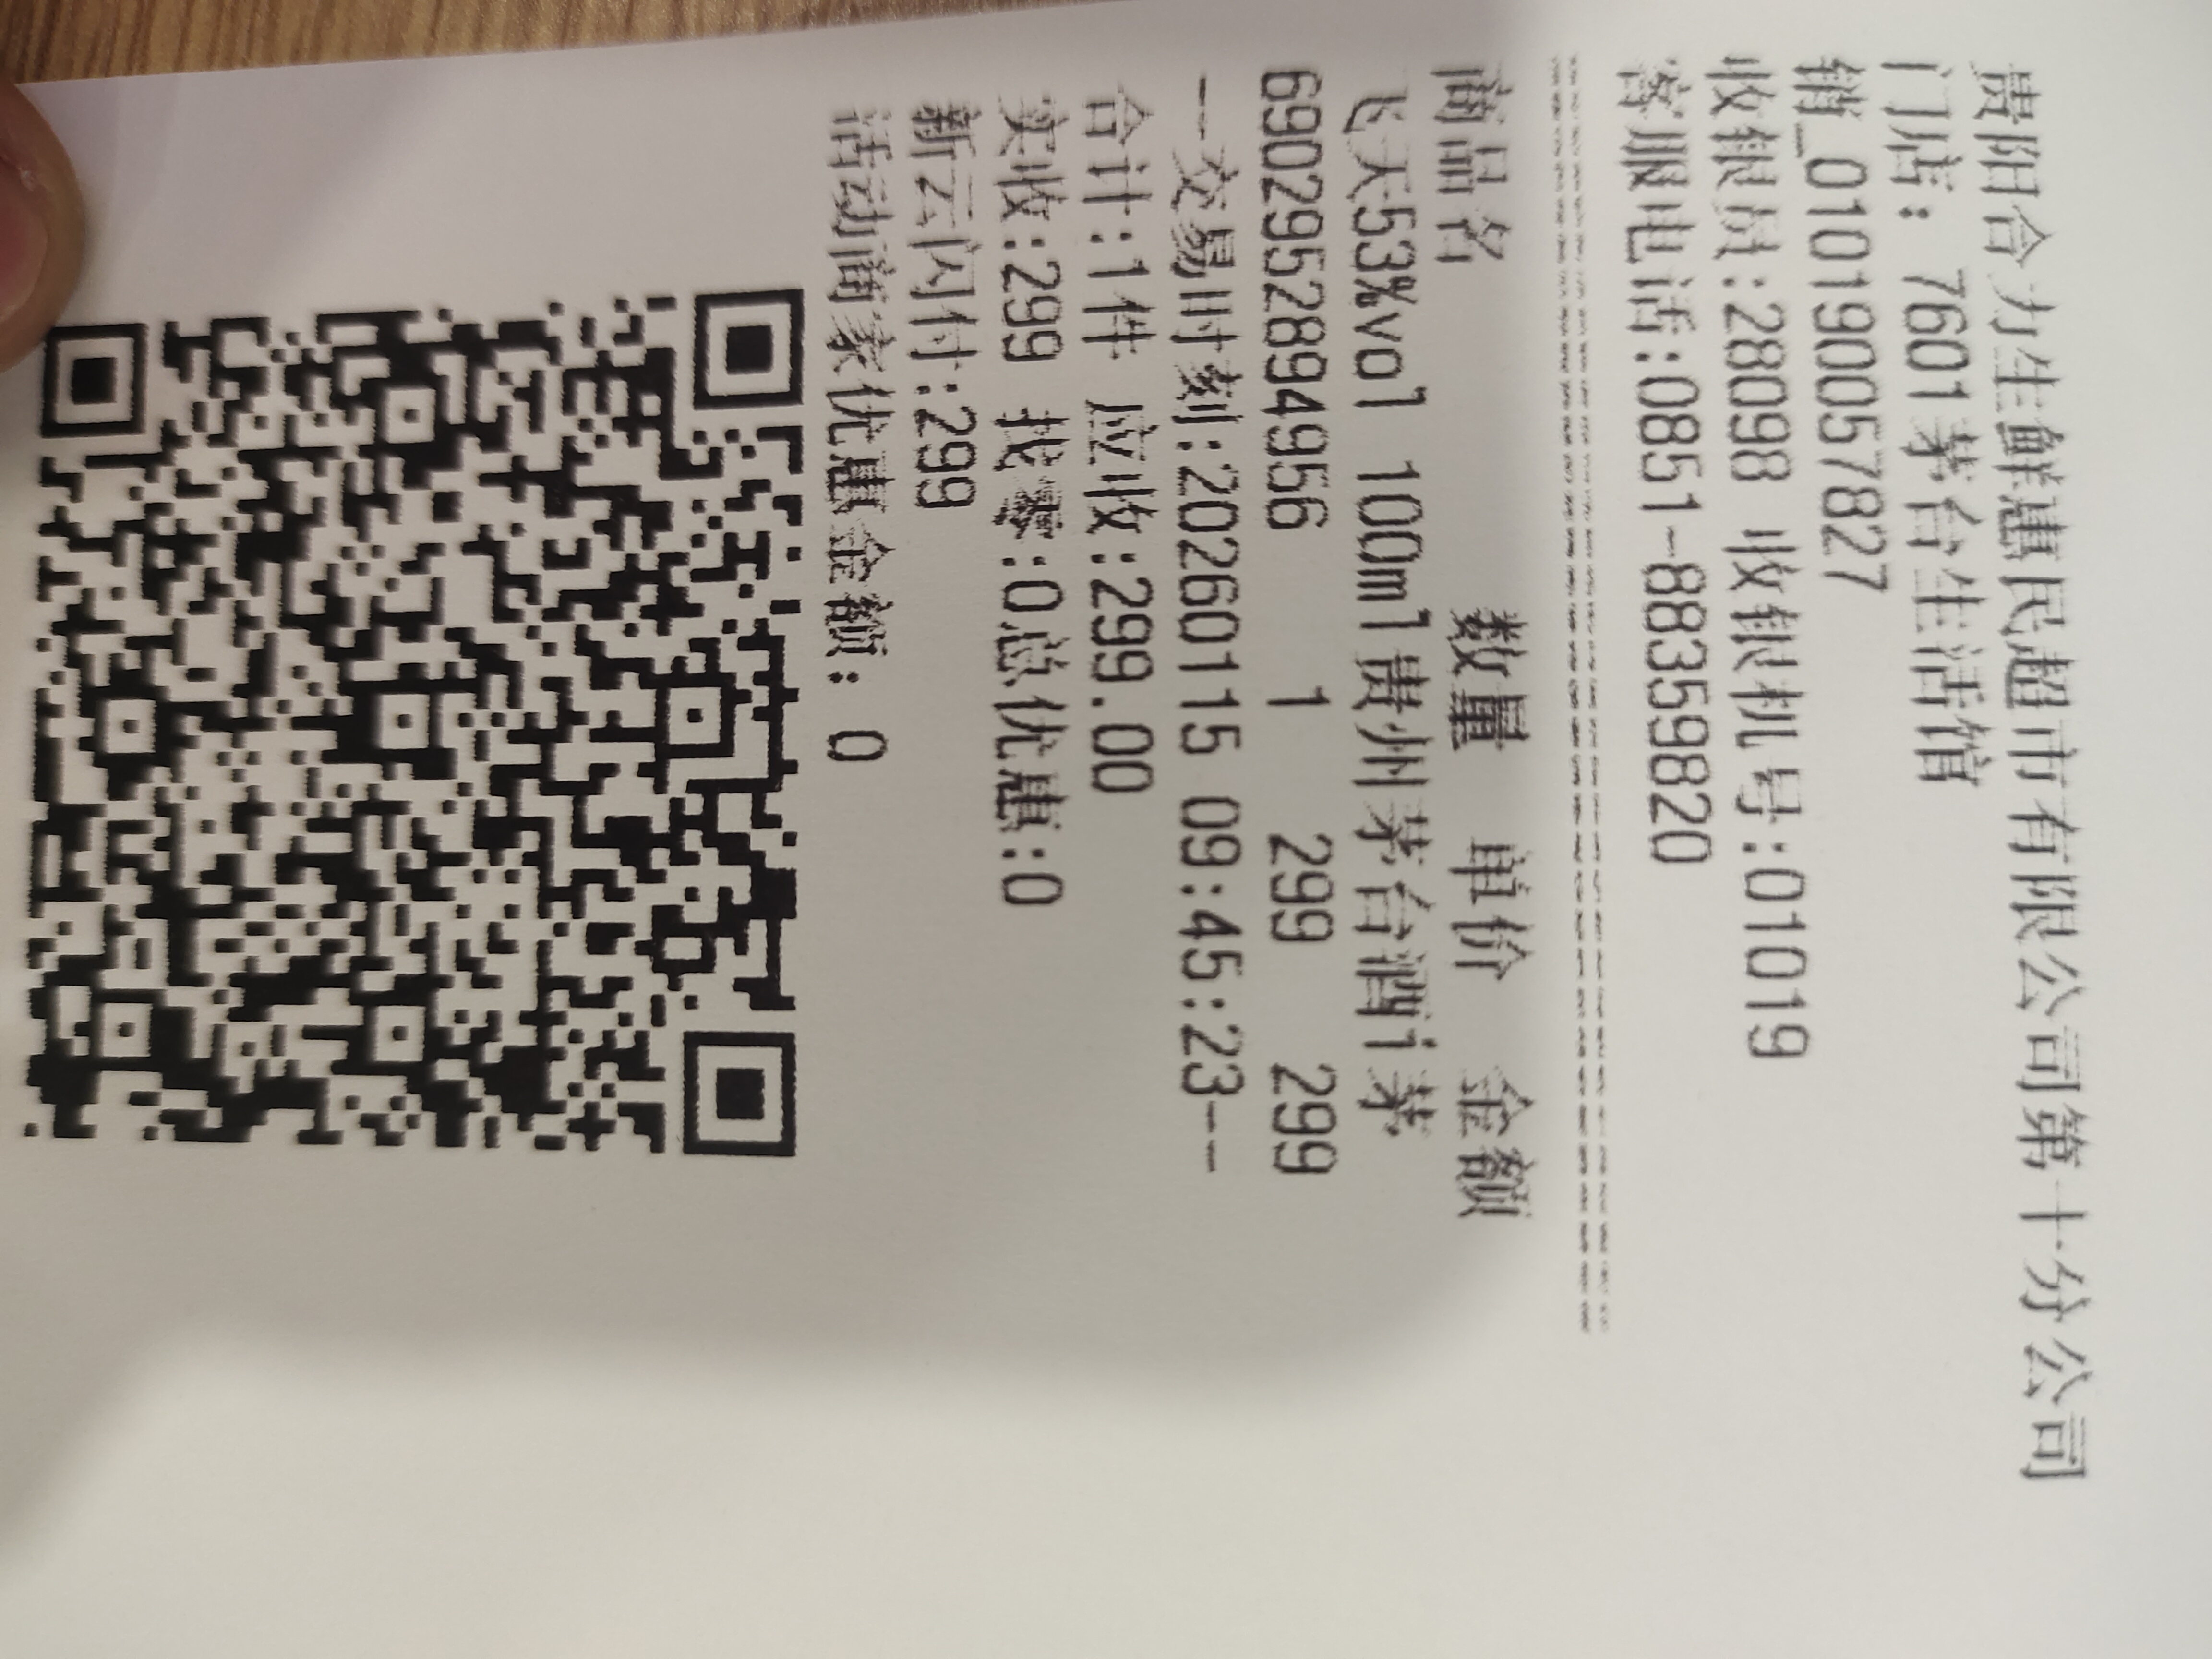 贵阳合力生鲜惠民超市有限公司第十分公司
门店: 7601茅台生活馆
销_010190057827
收银员:28098 收银机号:01019
客服电话:0851-88359820
================================
商品名 数量 单价 金额
飞天53%vol 100ml贵州茅台酒i茅
6902952894956 1 299 299
--交易时刻:20260115 09:45:23--
合计:1件 应收:299.00
实收:299 找零:0总优惠:0
新云闪付:299
活动商家优惠金额: 0